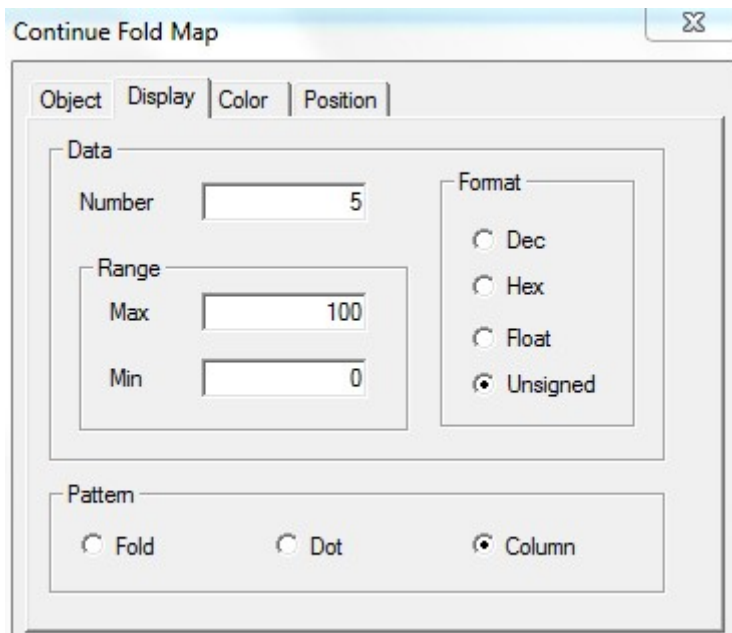 Continue Fold Map
Object Display Color Position
Data
Number 5
Range
Max 100
Min 0
Format
Dec
Hex
Float
Unsigned
Pattern
Fold Dot Column